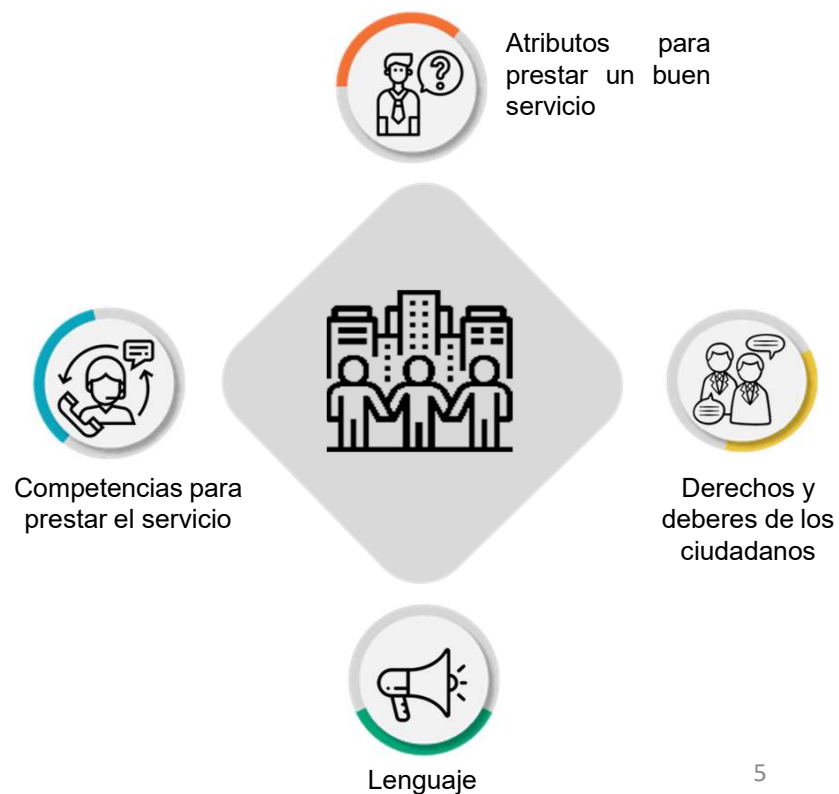 Atributos para
prestar un buen
servicio
Competencias para
prestar el servicio
Derechos y
deberes de los
ciudadanos
Lenguaje
5